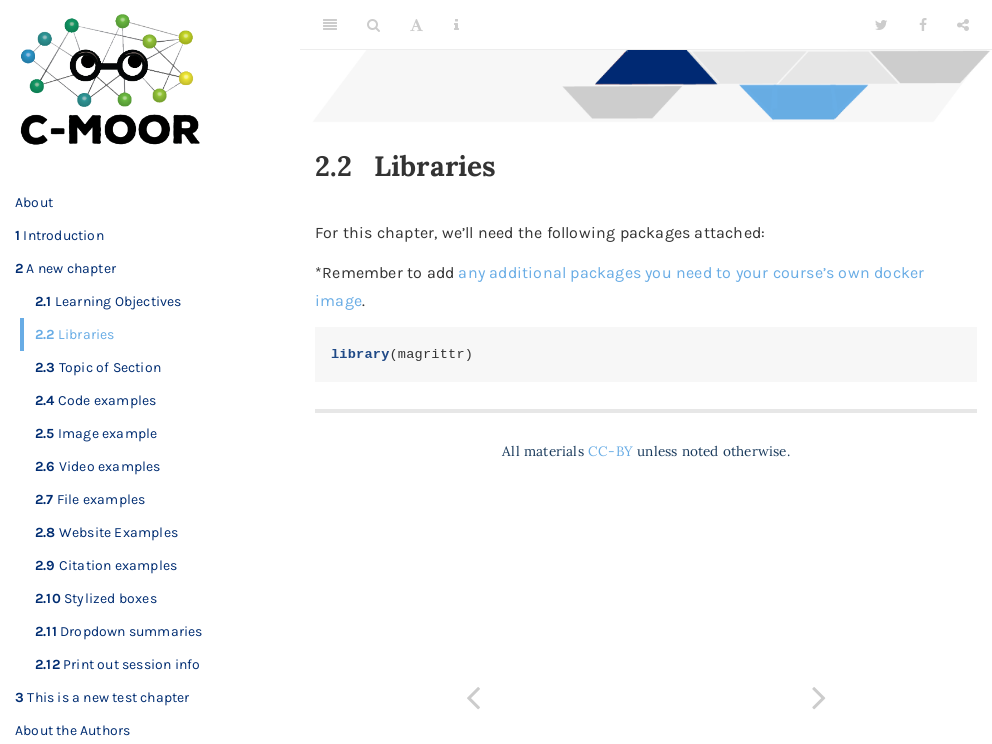 C-MOOR
About
1 Introduction
2 A new chapter
2.1 Learning Objectives
2.2 Libraries
2.3 Topic of Section
2.4 Code examples
2.5 Image example
2.6 Video examples
2.7 File examples
2.8 Website Examples
2.9 Citation examples
2.10 Stylized boxes
2.11 Dropdown summaries
2.12 Print out session info
3 This is a new test chapter
About the Authors
A
2.2 Libraries
For this chapter, we’ll need the following packages attached:
*Remember to add any additional packages you need to your course’s own docker
image.
library(magrittr)
All materials CC-BY unless noted otherwise.